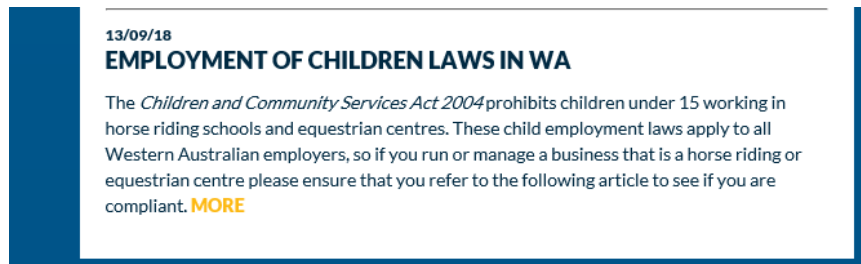 13/09/18
EMPLOYMENT OF CHILDREN LAWS IN WA
The Children and Community Services Act 2004 prohibits children under 15 working in
horse riding schools and equestrian centres. These child employment laws apply to all
Western Australian employers, so if you run or manage a business that is a horse riding or
equestrian centre please ensure that you refer to the following article to see if you are
compliant. MORE